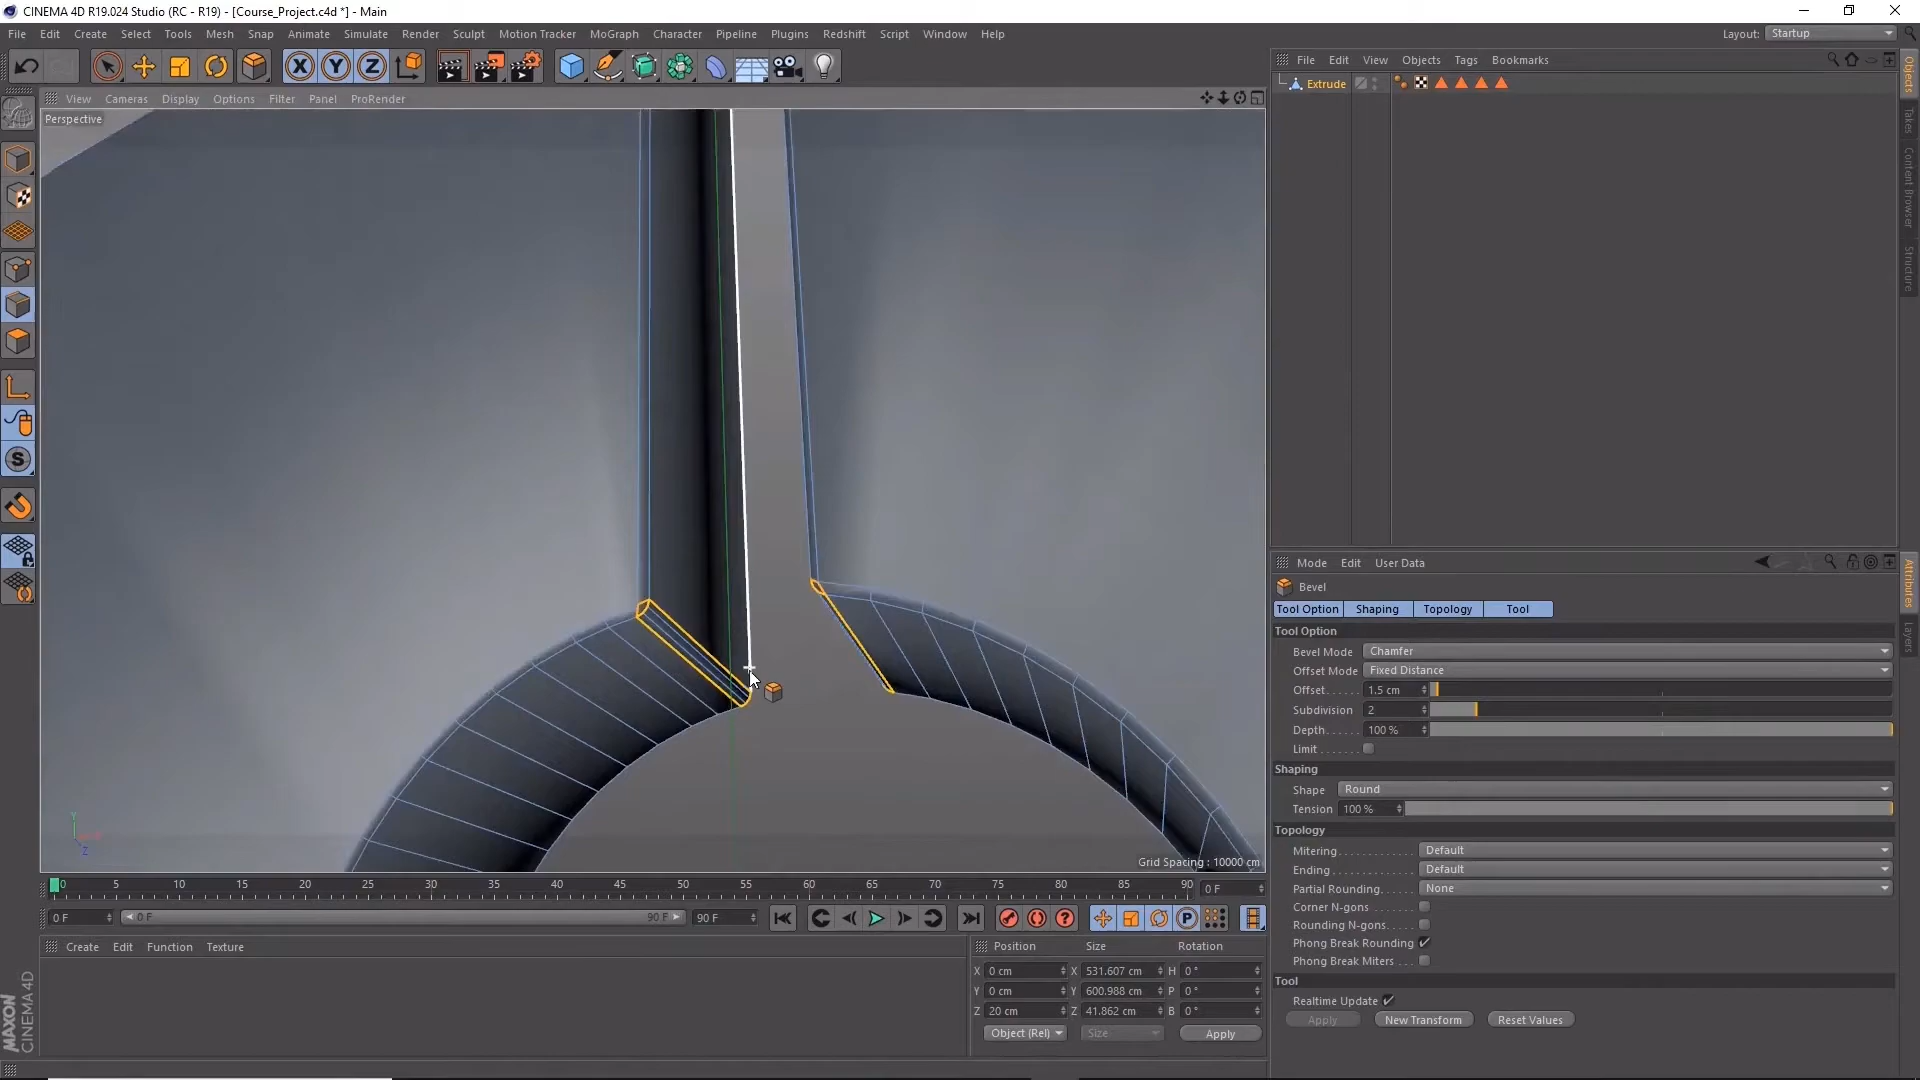 CINEMA 4D R19.024 Studio (RC - R19) - [Course_Project.c4d *] - Main
File Edit Create Select Tools Mesh Snap Animate Simulate Render Sculpt Motion Tracker MoGraph Character Pipeline Plugins Redshift Script Window Help
Layout: Startup
X Y Z
File Edit View Objects Tags Bookmarks
Extrude
Objects
Takes
Content Browser
Structure
View Cameras Display Options Filter Panel ProRender
Perspective
S
Y
Z
Grid Spacing : 10000 cm
Mode Edit User Data
Attributes
Layers
Bevel
Tool Option Shaping Topology Tool
Tool Option
Bevel Mode Chamfer
Offset Mode Fixed Distance
Offset...... 1.5 cm
Subdivision 2
Depth...... 100 %
Limit .......
Shaping
Shape Round
Tension 100 %
Topology
Mitering............ Default
Ending............. Default
Partial Rounding...... None
Corner N-gons .......
Rounding N-gons.....
Phong Break Rounding
Phong Break Miters ...
Tool
Realtime Update
Apply New Transform Reset Values
0 5 10 15 20 25 30 35 40 45 50 55 60 65 70 75 80 85 90 0 F
0 F 0 F 90 F 90 F
P
Create Edit Function Texture
Position Size Rotation
X 0 cm X 531.607 cm H 0 °
Y 0 cm Y 600.988 cm P 0 °
Z 20 cm Z 41.862 cm B 0 °
Object (Rel) Size Apply
MAXON
CINEMA 4D